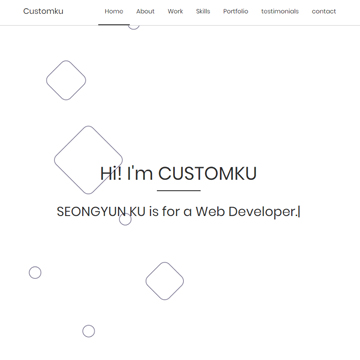 Customku
Home About Work Skills Portfolio testimonials contact
Hi! I'm CUSTOMKU
SEONGYUN KU is for a Web Developer.|